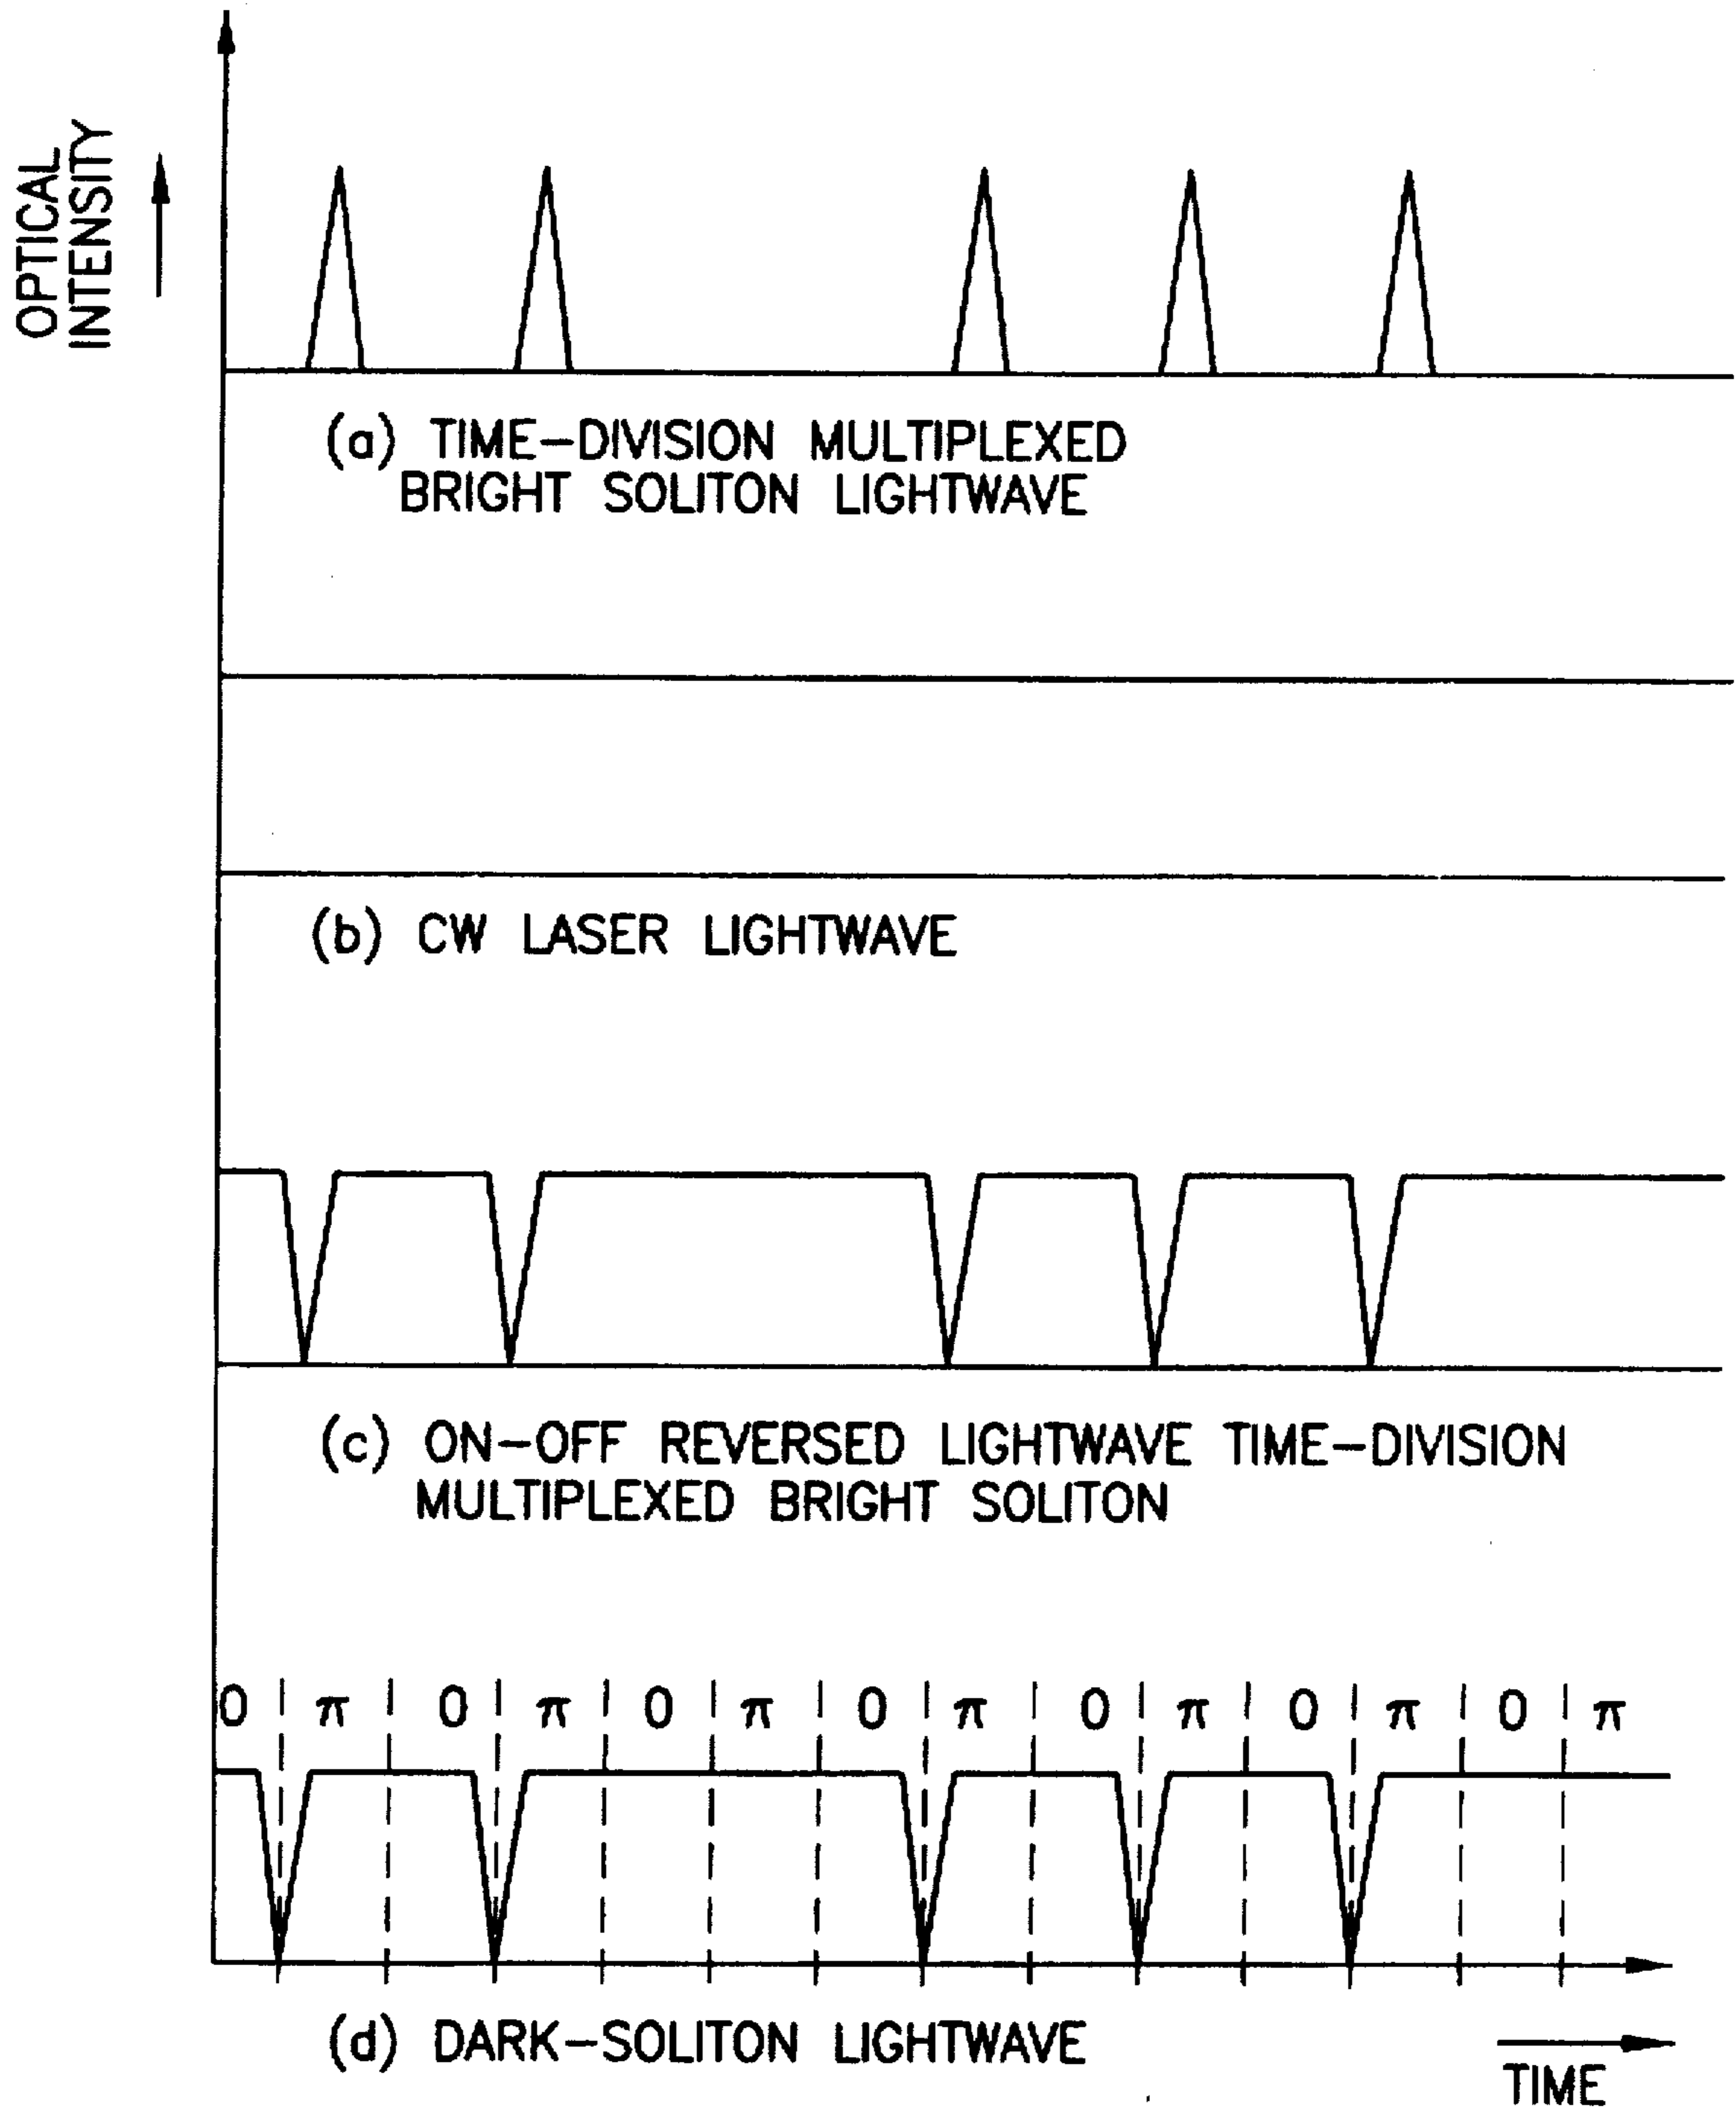 OPTICAL
INTENSITY
(a) TIME-DIVISION MULTIPLEXED
BRIGHT SOLITON LIGHTWAVE
(b) CW LASER LIGHTWAVE
(c) ON-OFF REVERSED LIGHTWAVE TIME-DIVISION
MULTIPLEXED BRIGHT SOLITON
0 π 0 π 0 π 0 π 0 π 0 π 0 π
(d) DARK-SOLITON LIGHTWAVE
TIME